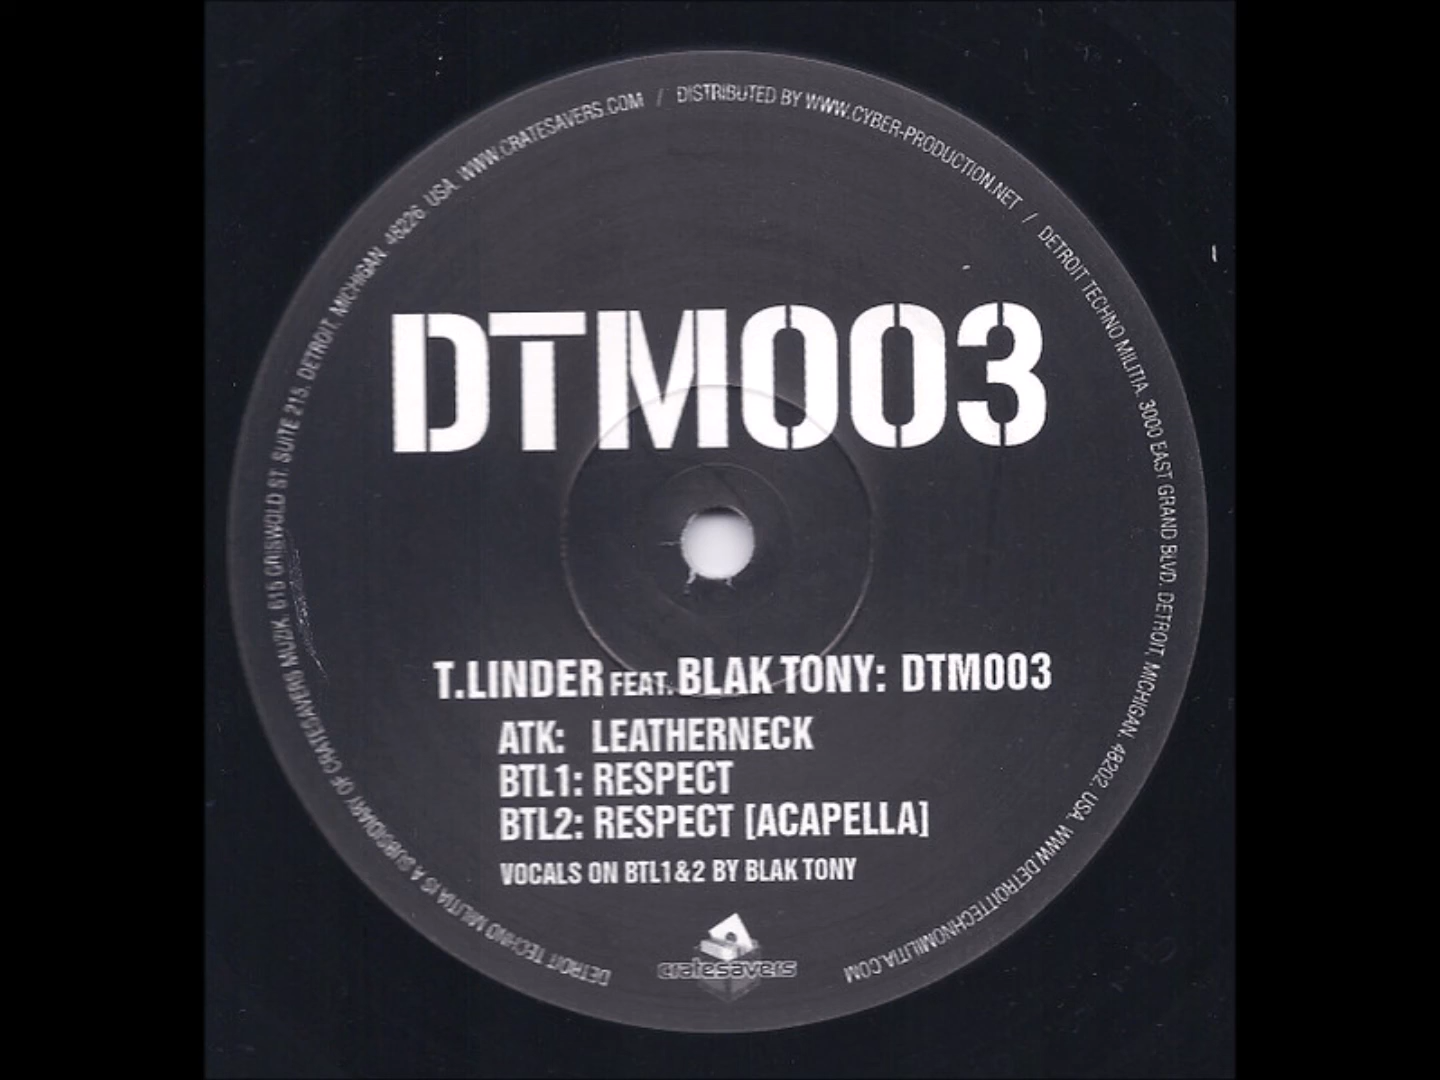 DTM003
T.LINDER FEAT. BLAK TONY: DTM003
ATK: LEATHERNECK
BTL1: RESPECT
BTL2: RESPECT [ACAPELLA]
VOCALS ON BTL1&2 BY BLAK TONY
cratesavers
DETROIT TECHNO MILITIA IS A SUBSIDIARY OF CRATESAVERS MUZIK. 615 GRISWOLD ST. SUITE 215. DETROIT. MICHIGAN. 48226. USA. WWW.CRATESAVERS.COM / DISTRIBUTED BY WWW.CYBER-PRODUCTION.NET / DETROIT TECHNO MILITIA. 3000 EAST GRAND BLVD. DETROIT. MICHIGAN. 48202. USA. WWW.DETROITTECHNOMILITIA.COM